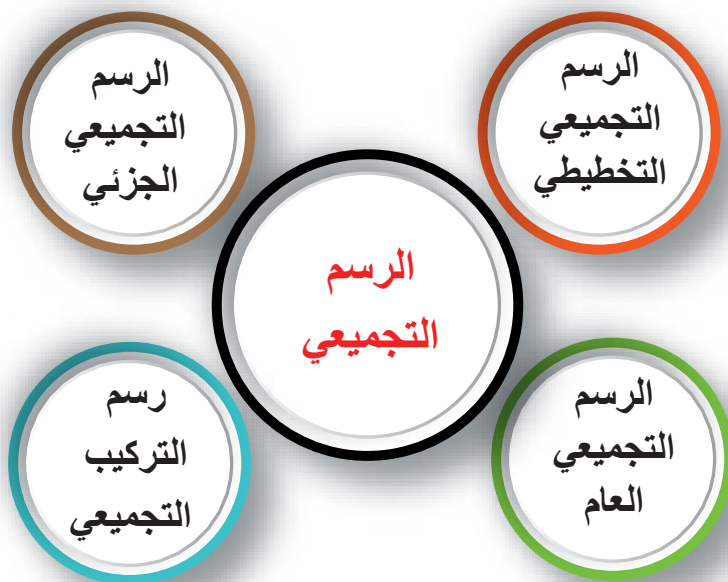 الرسم
التجميعي
التخطيطي
الرسم
التجميعي
الجزئي
الرسم
التجميعي
الرسم
التجميعي
العام
رسم
التركيب
التجميعي